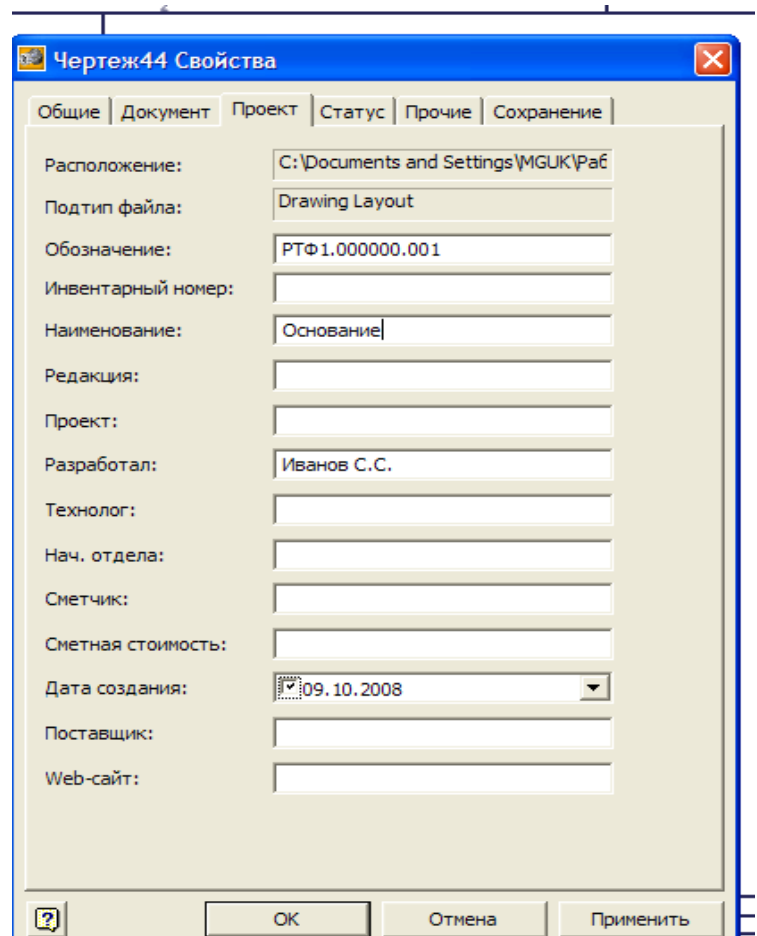 Чертеж44 Свойства
Общие Документ Проект Статус Прочие Сохранение
Расположение: C:\Documents and Settings\MGUK\Раб
Подтип файла: Drawing Layout
Обозначение: РТФ1.000000.001
Инвентарный номер:
Наименование: Основание
Редакция:
Проект:
Разработал: Иванов С.С.
Технолог:
Нач. отдела:
Сметчик:
Сметная стоимость:
Дата создания: 09.10.2008
Поставщик:
Web-сайт:
OK Отмена Применить